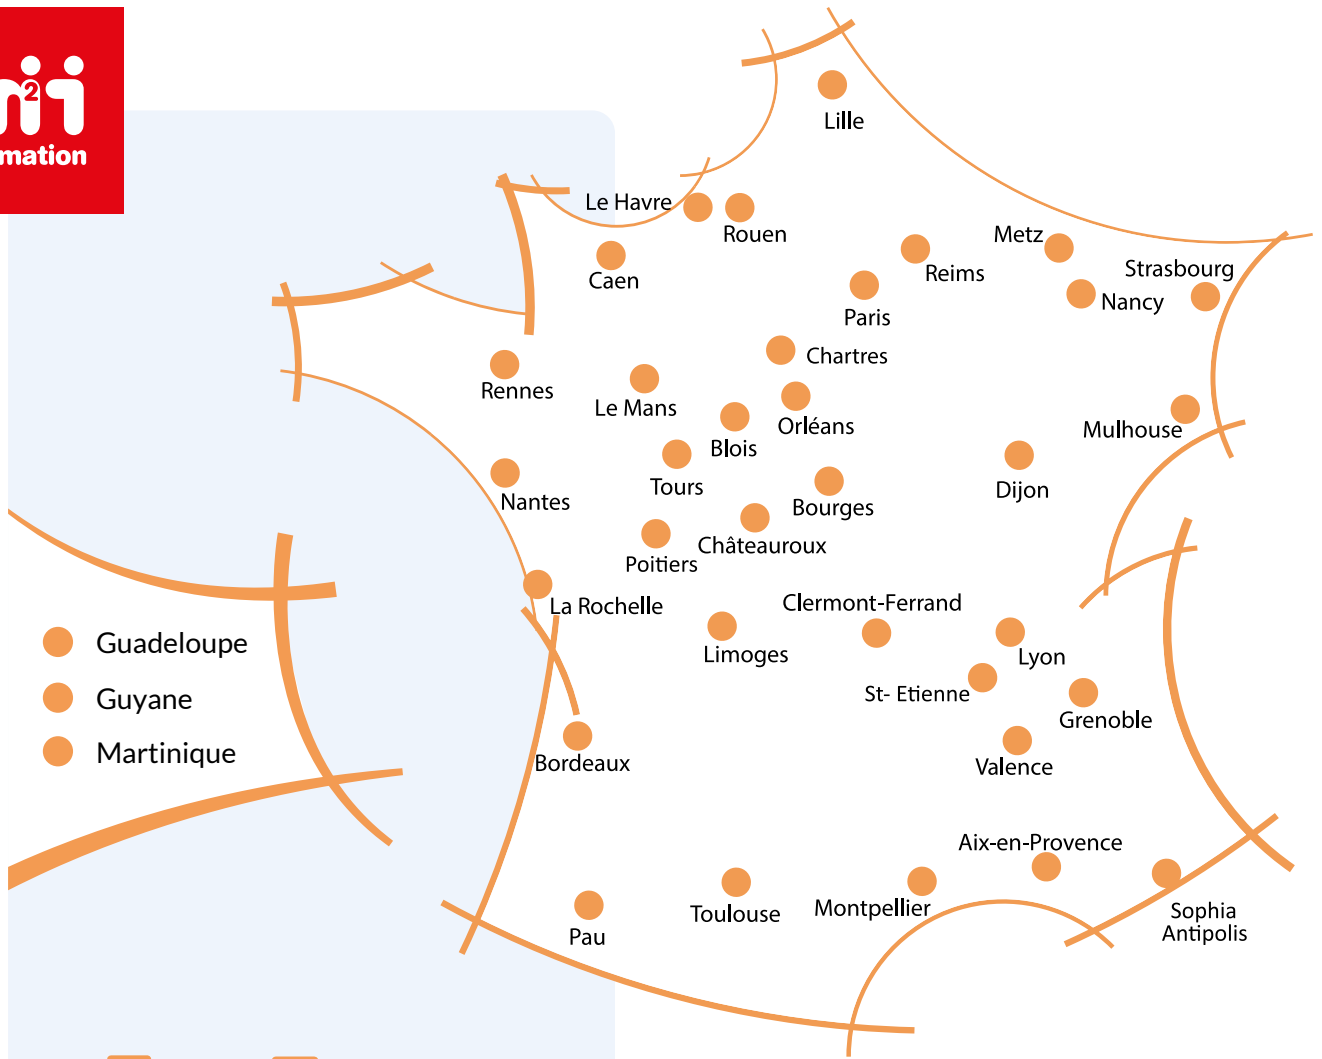 mation
Lille
Le Havre
Rouen
Caen
Metz
Reims
Strasbourg
Nancy
Paris
Chartres
Rennes
Le Mans
Orléans
Blois
Mulhouse
Tours
Dijon
Nantes
Bourges
Châteauroux
Poitiers
La Rochelle
Clermont-Ferrand
Limoges
Lyon
St- Etienne
Grenoble
Guadeloupe
Guyane
Martinique
Bordeaux
Valence
Aix-en-Provence
Toulouse
Montpellier
Pau
Sophia
Antipolis